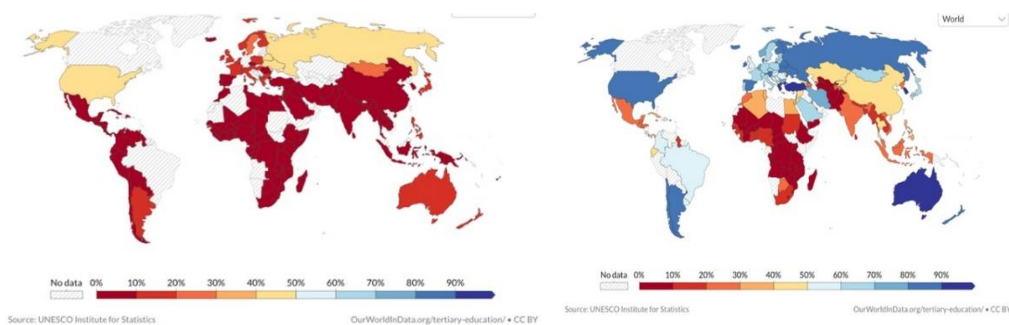 No data 0% 10% 20% 30% 40% 50% 60% 70% 80% 90%
Source: UNESCO Institute for Statistics
OurWorldInData.org/tertiary-education/ • CC BY
World
No data 0% 10% 20% 30% 40% 50% 60% 70% 80% 90%
Source: UNESCO Institute for Statistics
OurWorldInData.org/tertiary-education/ • CC BY